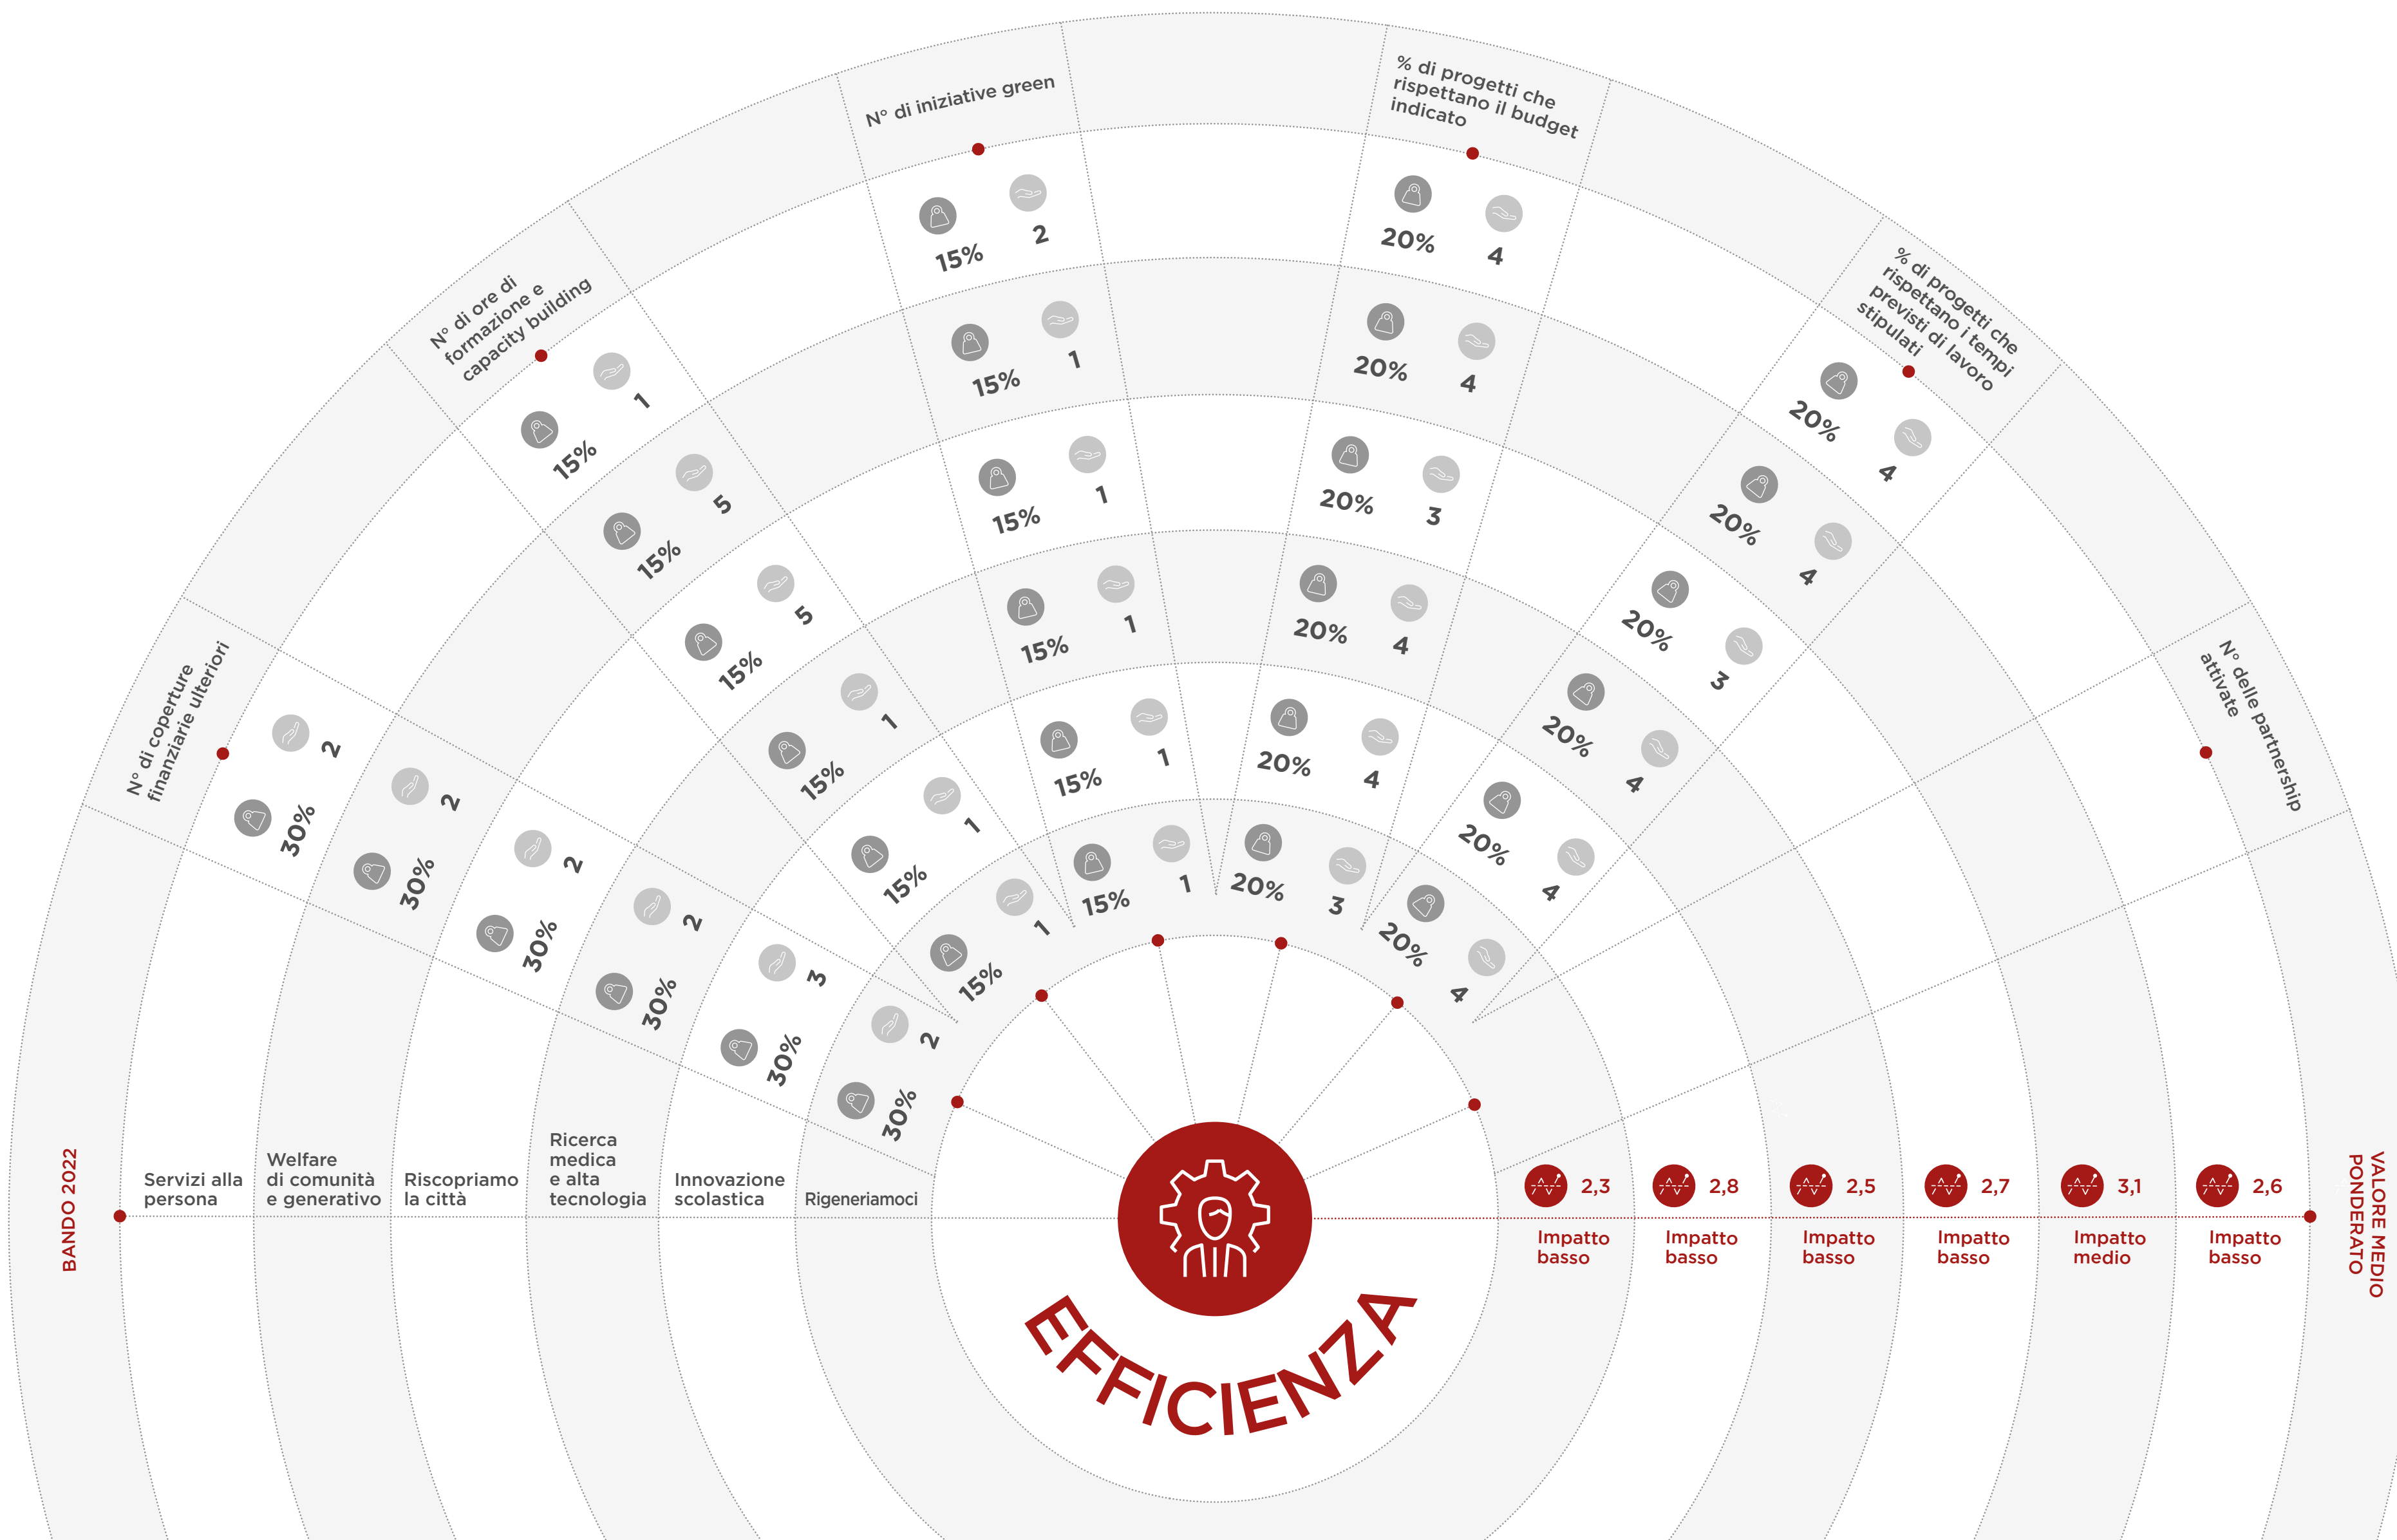 N° di coperture
finanziarie ulteriori
N° di ore di
formazione e
capacity building
N° di iniziative green
% di progetti che
rispettano il budget
indicato
% di progetti che
rispettano i tempi
previsti di lavoro
stipulati
N° delle partnership
attivate
BANDO 2022
Servizi alla
persona
30% 2
15% 1
15% 2
20% 4
20% 4
Welfare
di comunità
e generativo
30% 2
15% 5
15% 1
20% 4
20% 4
Riscopriamo
la città
30% 2
15% 5
15% 1
20% 3
20% 3
Ricerca
medica
e alta
tecnologia
30% 2
15% 1
15% 1
20% 4
20% 4
Innovazione
scolastica
30% 3
15% 1
15% 1
20% 4
20% 4
Rigeneriamoci
30% 2
15% 1
15% 1
20% 3
20% 4
2,3
Impatto
basso
2,8
Impatto
basso
2,5
Impatto
basso
2,7
Impatto
basso
3,1
Impatto
medio
2,6
Impatto
basso
VALORE MEDIO
PONDERATO
EFFICIENZA